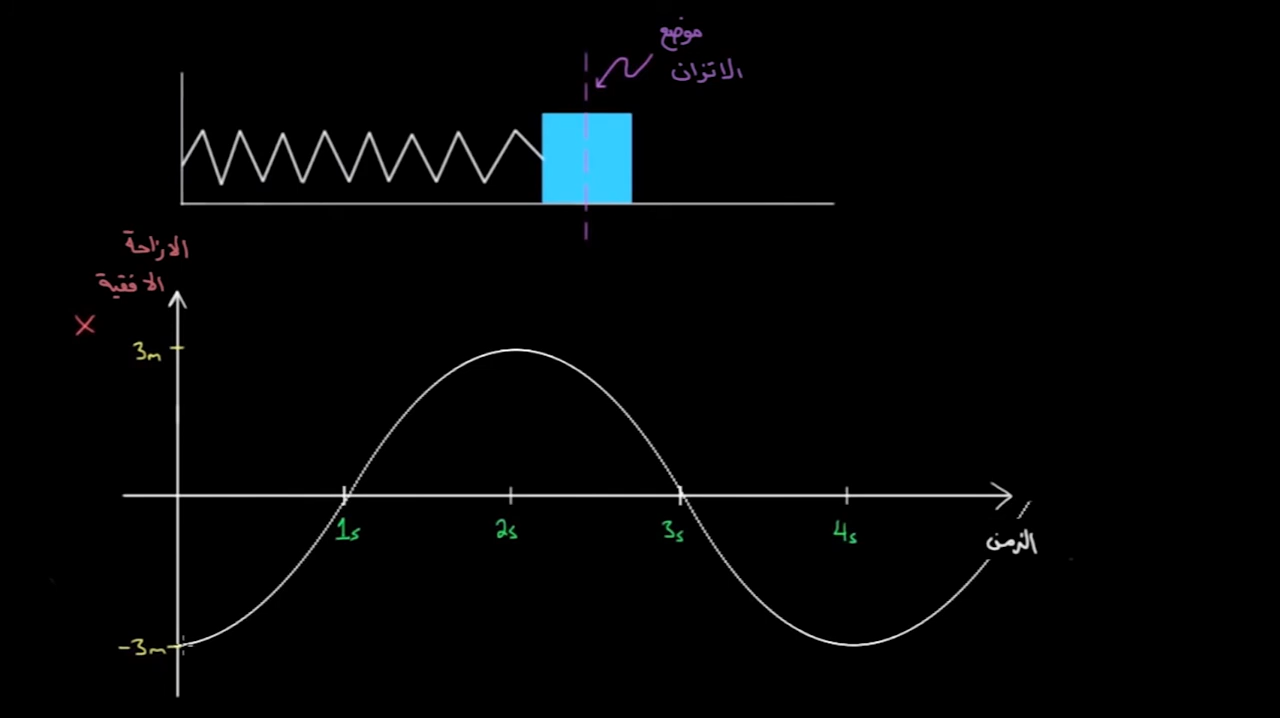 موضع
الاتزان
الازاحة
الافقية
x
3m
1s
2s
3s
4s
الزمن
-3m